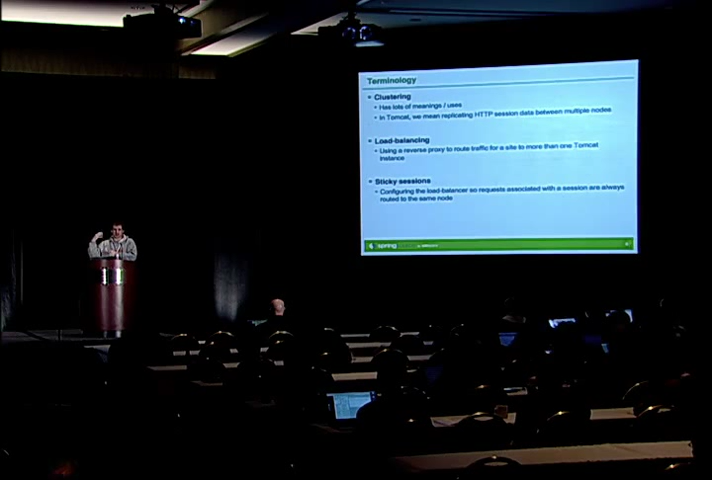 Terminology
Clustering
Has lots of meanings / uses
In Tomcat, we mean replicating HTTP session data between multiple nodes
Load-balancing
Using a reverse proxy to route traffic for a site to more than one Tomcat
instance
Sticky sessions
Configuring the load-balancer so requests associated with a session are always
routed to the same node
spring